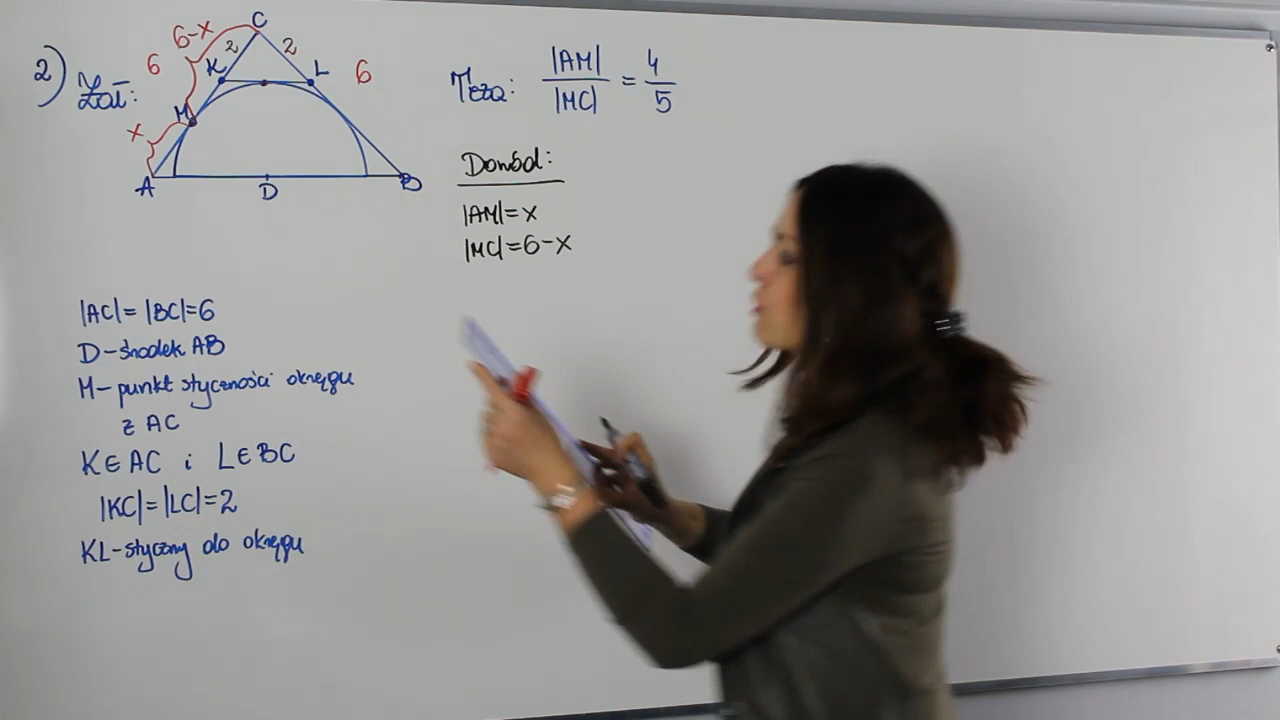 2) Zał:
6
6-x
C
2
2
K
L
6
M
x
A
D
B
Teza: |AM| / |MC| = 4 / 5
Dowód:
|AM|=x
|MC|=6-x
|AC|=|BC|=6
D-środek AB
M-punkt styczności okręgu
z AC
K∈AC i L∈BC
|KC|=|LC|=2
KL-styczny do okręgu